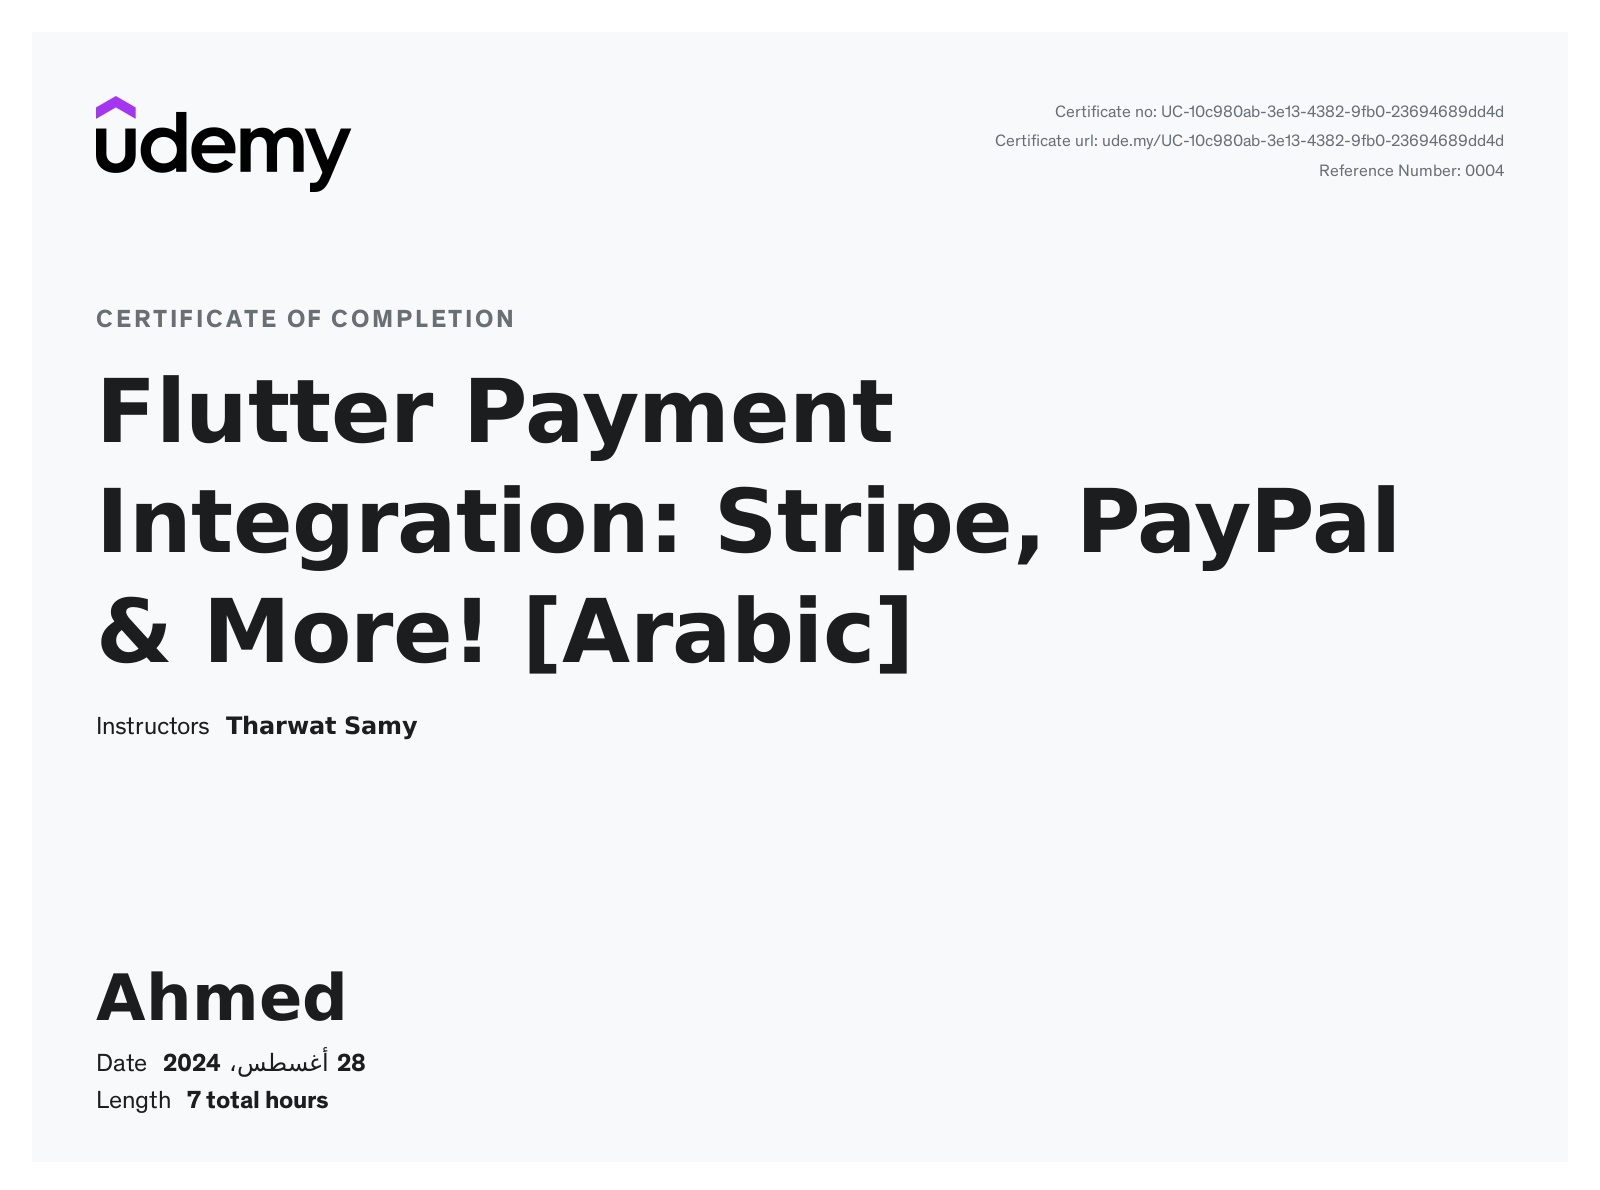 udemy
Certificate no: UC-10c980ab-3e13-4382-9fb0-23694689dd4d
Certificate url: ude.my/UC-10c980ab-3e13-4382-9fb0-23694689dd4d
Reference Number: 0004
CERTIFICATE OF COMPLETION
Flutter Payment
Integration: Stripe, PayPal
& More! [Arabic]
Instructors Tharwat Samy
Ahmed
Date 28 أغسطس، 2024
Length 7 total hours